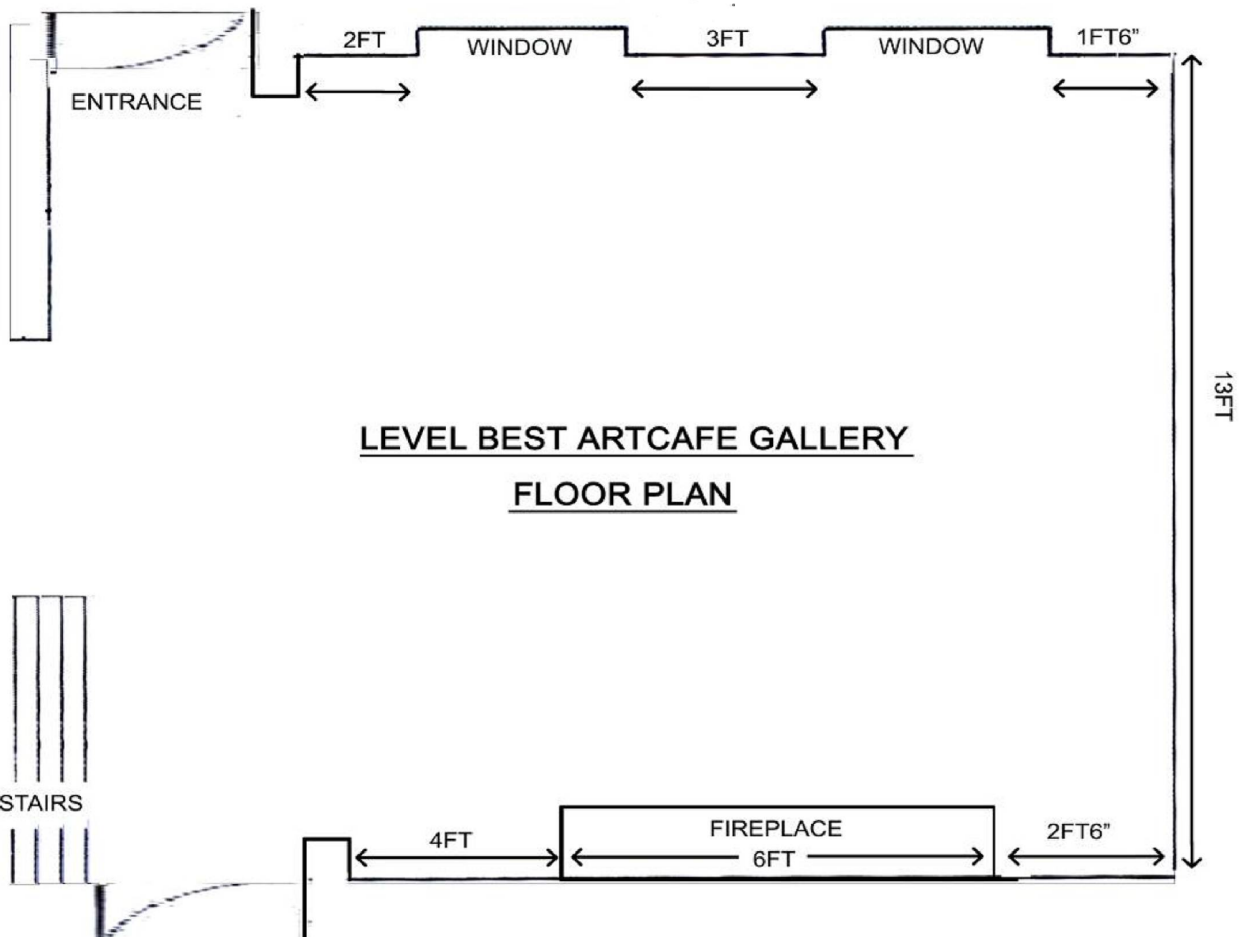 2FT
WINDOW
3FT
WINDOW
1FT6”
ENTRANCE
13FT
LEVEL BEST ARTCAFE GALLERY
FLOOR PLAN
STAIRS
4FT
FIREPLACE
6FT
2FT6”